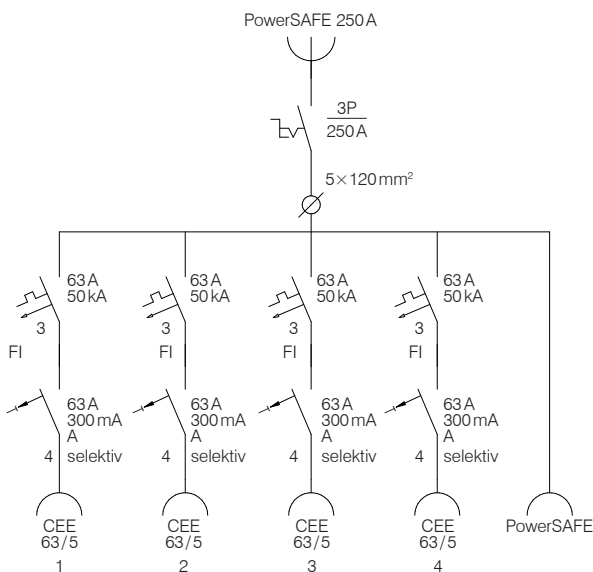 PowerSAFE 250 A
3P
250 A
5 × 120 mm²
63 A 63 A 63 A 63 A
50 kA 50 kA 50 kA 50 kA
3 3 3 3
FI FI FI FI
63 A 63 A 63 A 63 A
300 mA 300 mA 300 mA 300 mA
A A A A
4 selektiv 4 selektiv 4 selektiv 4 selektiv
CEE CEE CEE CEE PowerSAFE
63/5 63/5 63/5 63/5
1 2 3 4